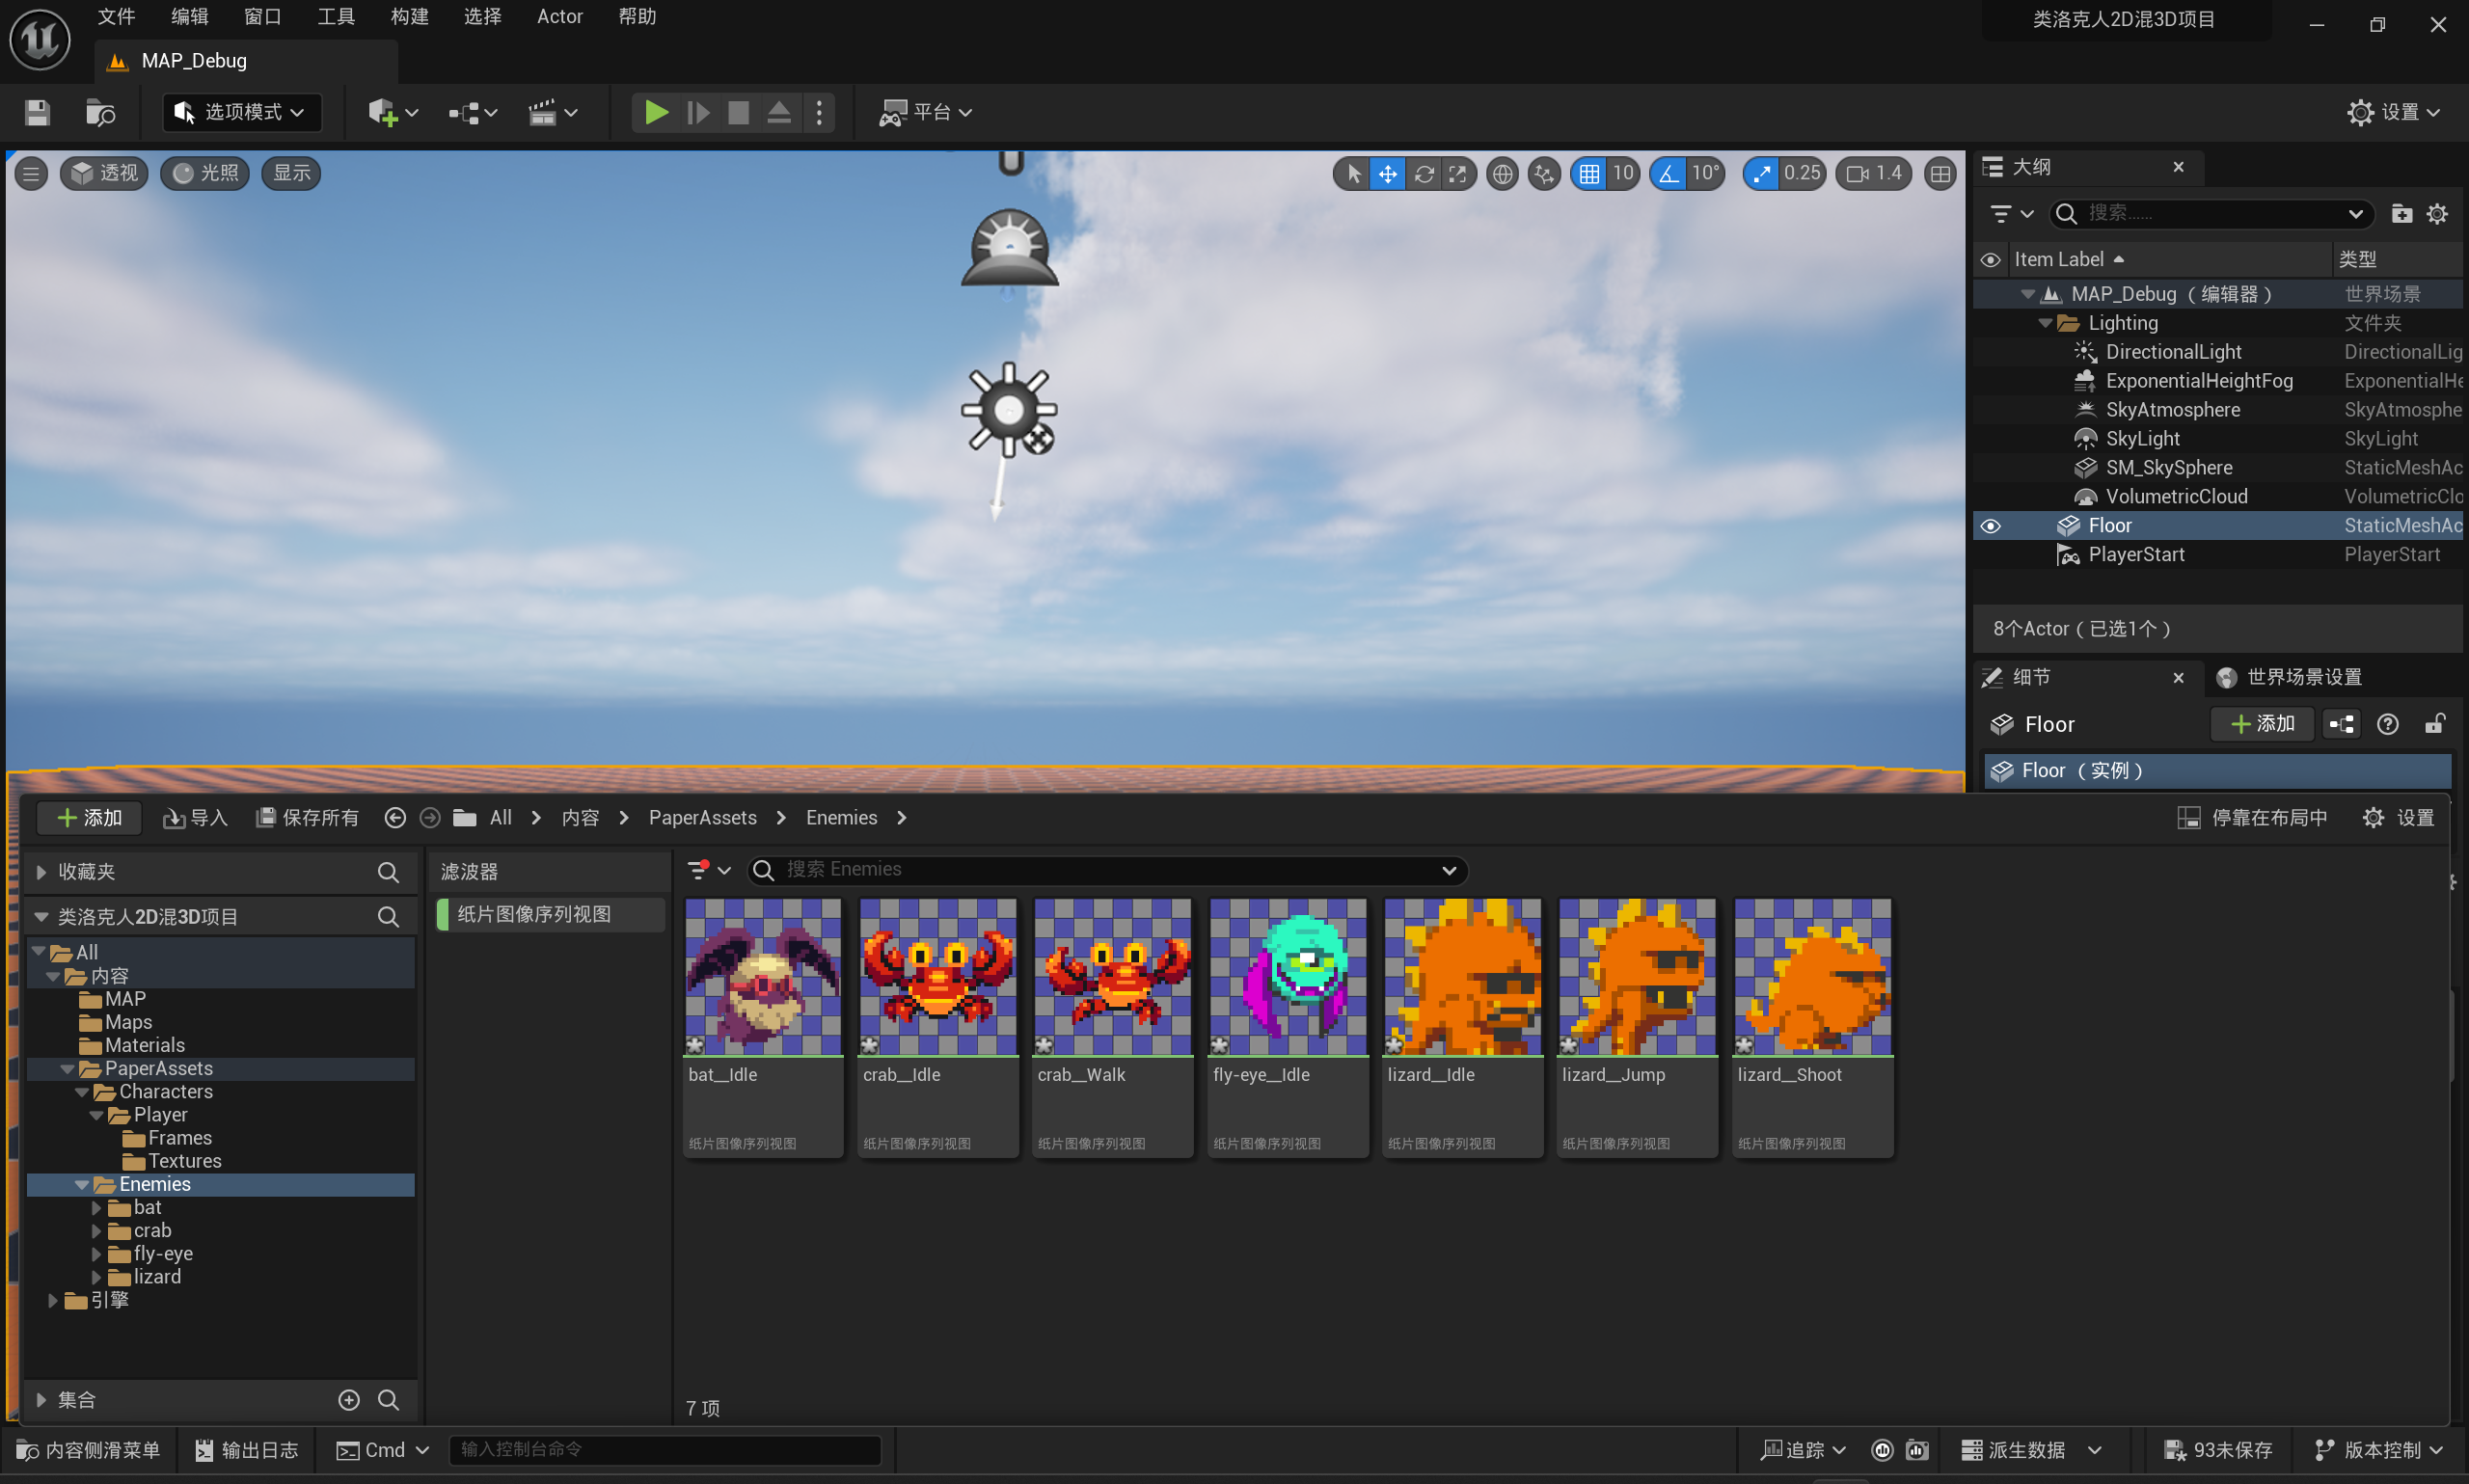 文件 编辑 窗口 工具 构建 选择 Actor 帮助
类洛克人2D混3D项目
MAP_Debug
选项模式
平台
设置
透视 光照 显示
10 10° 0.25 1.4
大纲
搜索......
Item Label 类型
MAP_Debug（编辑器） 世界场景
Lighting 文件夹
DirectionalLight DirectionalLig
ExponentialHeightFog ExponentialHe
SkyAtmosphere SkyAtmosphe
SkyLight SkyLight
SM_SkySphere StaticMeshAc
VolumetricCloud VolumetricClo
Floor StaticMeshAc
PlayerStart PlayerStart
8个Actor（已选1个）
细节 世界场景设置
Floor 添加
Floor （实例）
添加 导入 保存所有 All 内容 PaperAssets Enemies
停靠在布局中 设置
收藏夹
类洛克人2D混3D项目
All
内容
MAP
Maps
Materials
PaperAssets
Characters
Player
Frames
Textures
Enemies
bat
crab
fly-eye
lizard
引擎
集合
滤波器
纸片图像序列视图
搜索 Enemies
bat__Idle crab__Idle crab__Walk fly-eye__Idle lizard__Idle lizard__Jump lizard__Shoot
纸片图像序列视图 纸片图像序列视图 纸片图像序列视图 纸片图像序列视图 纸片图像序列视图 纸片图像序列视图 纸片图像序列视图
7 项
内容侧滑菜单 输出日志 Cmd 输入控制台命令
追踪 派生数据 93未保存 版本控制